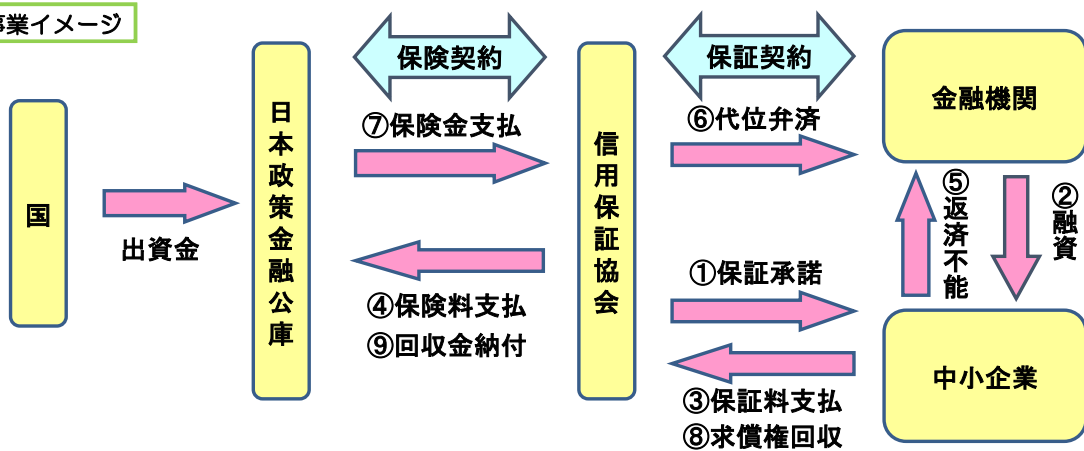 事業イメージ
国
出資金
日本政策金融公庫
保険契約
⑦保険金支払
④保険料支払
⑨回収金納付
信用保証協会
保証契約
⑥代位弁済
①保証承諾
③保証料支払
⑧求償権回収
金融機関
⑤返済不能
②融資
中小企業